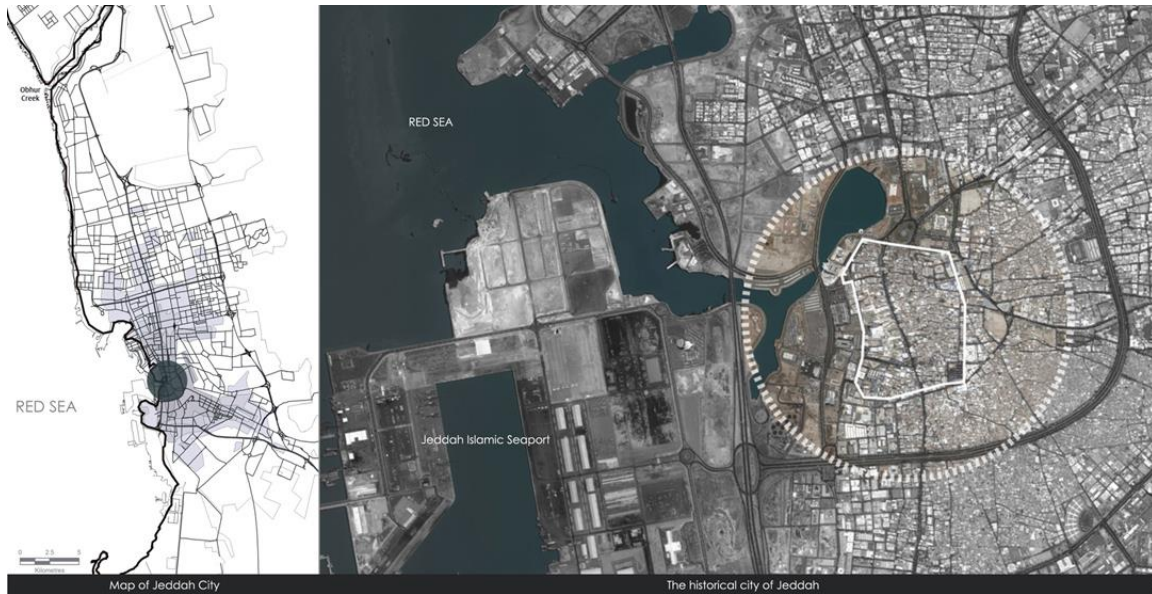 Obhur
Creek
RED SEA
0 2.5 5
Kilometres
Map of Jeddah City
RED SEA
Jeddah Islamic Seaport
The historical city of Jeddah